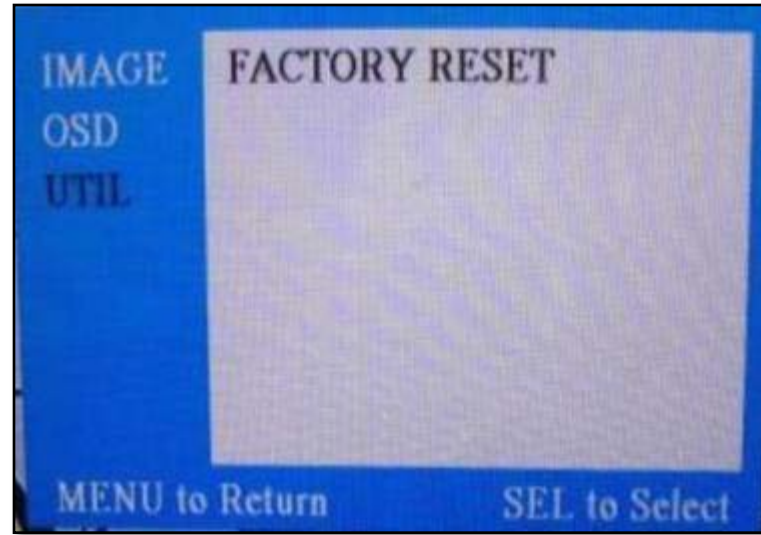 IMAGE
FACTORY RESET
OSD
UTIL
MENU to Return
SEL to Select